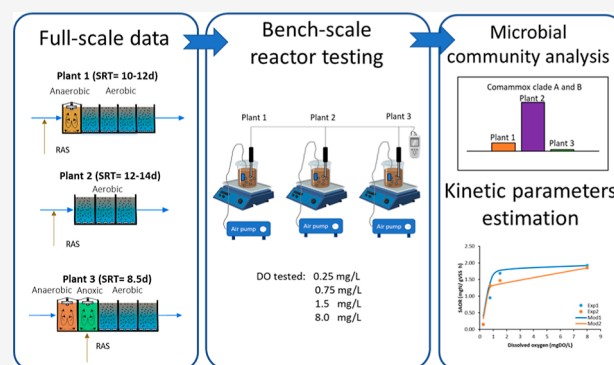 Full-scale data
Plant 1 (SRT= 10-12d)
Anaerobic Aerobic
RAS
Plant 2 (SRT= 12-14d)
Aerobic
RAS
Plant 3 (SRT= 8.5d)
Anaerobic Anoxic Aerobic
RAS
Bench-scale
reactor testing
Plant 1 Plant 2 Plant 3
Air pump Air pump Air pump
DO tested: 0.25 mg/L
0.75 mg/L
1.5 mg/L
8.0 mg/L
Microbial
community analysis
Comammox clade A and B
Plant 2
Plant 1
Plant 3
Kinetic parameters
estimation
SAOR (mgN/ gVSS h)
2.50
2.00
1.50
1.00
0.50
0.00
0 1 2 3 4 5 6 7 8 9
Dissolved oxygen (mgDO/L)
Exp1
Exp2
Mod1
Mod2